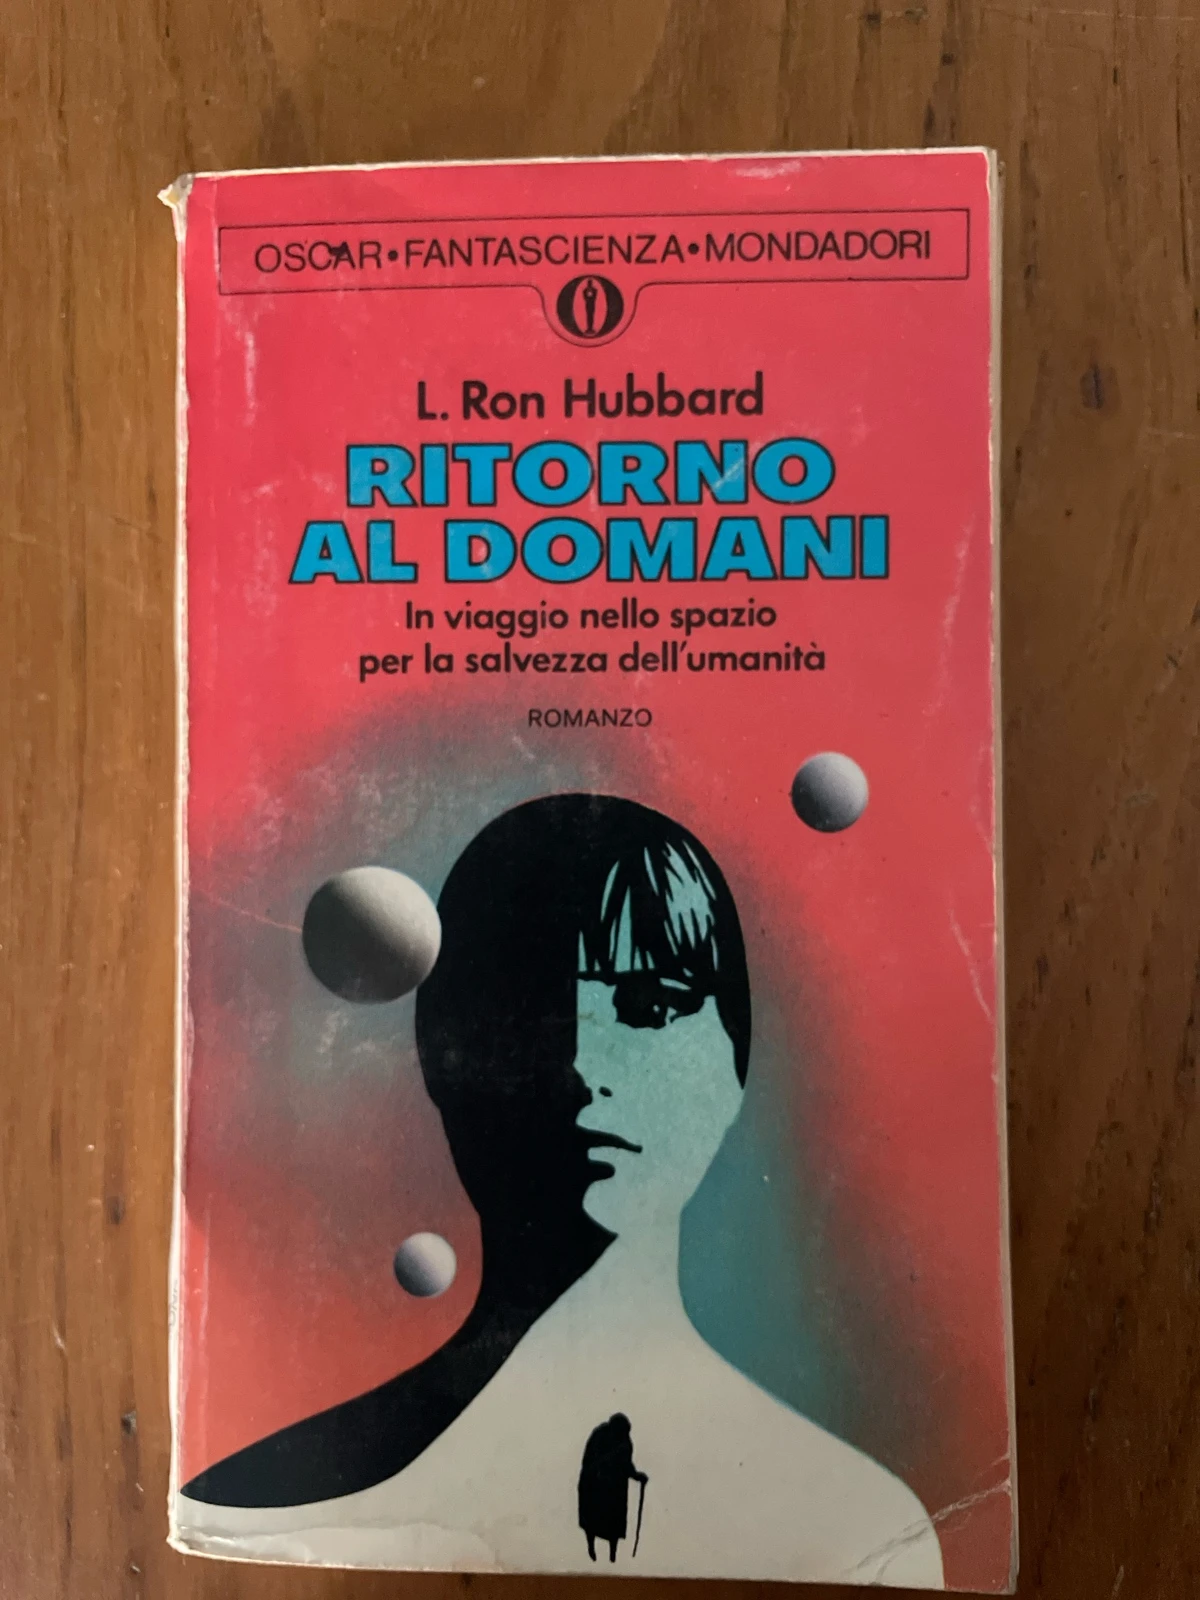 OSCAR•FANTASCIENZA•MONDADORI
L. Ron Hubbard
RITORNO
AL DOMANI
In viaggio nello spazio
per la salvezza dell'umanità
ROMANZO